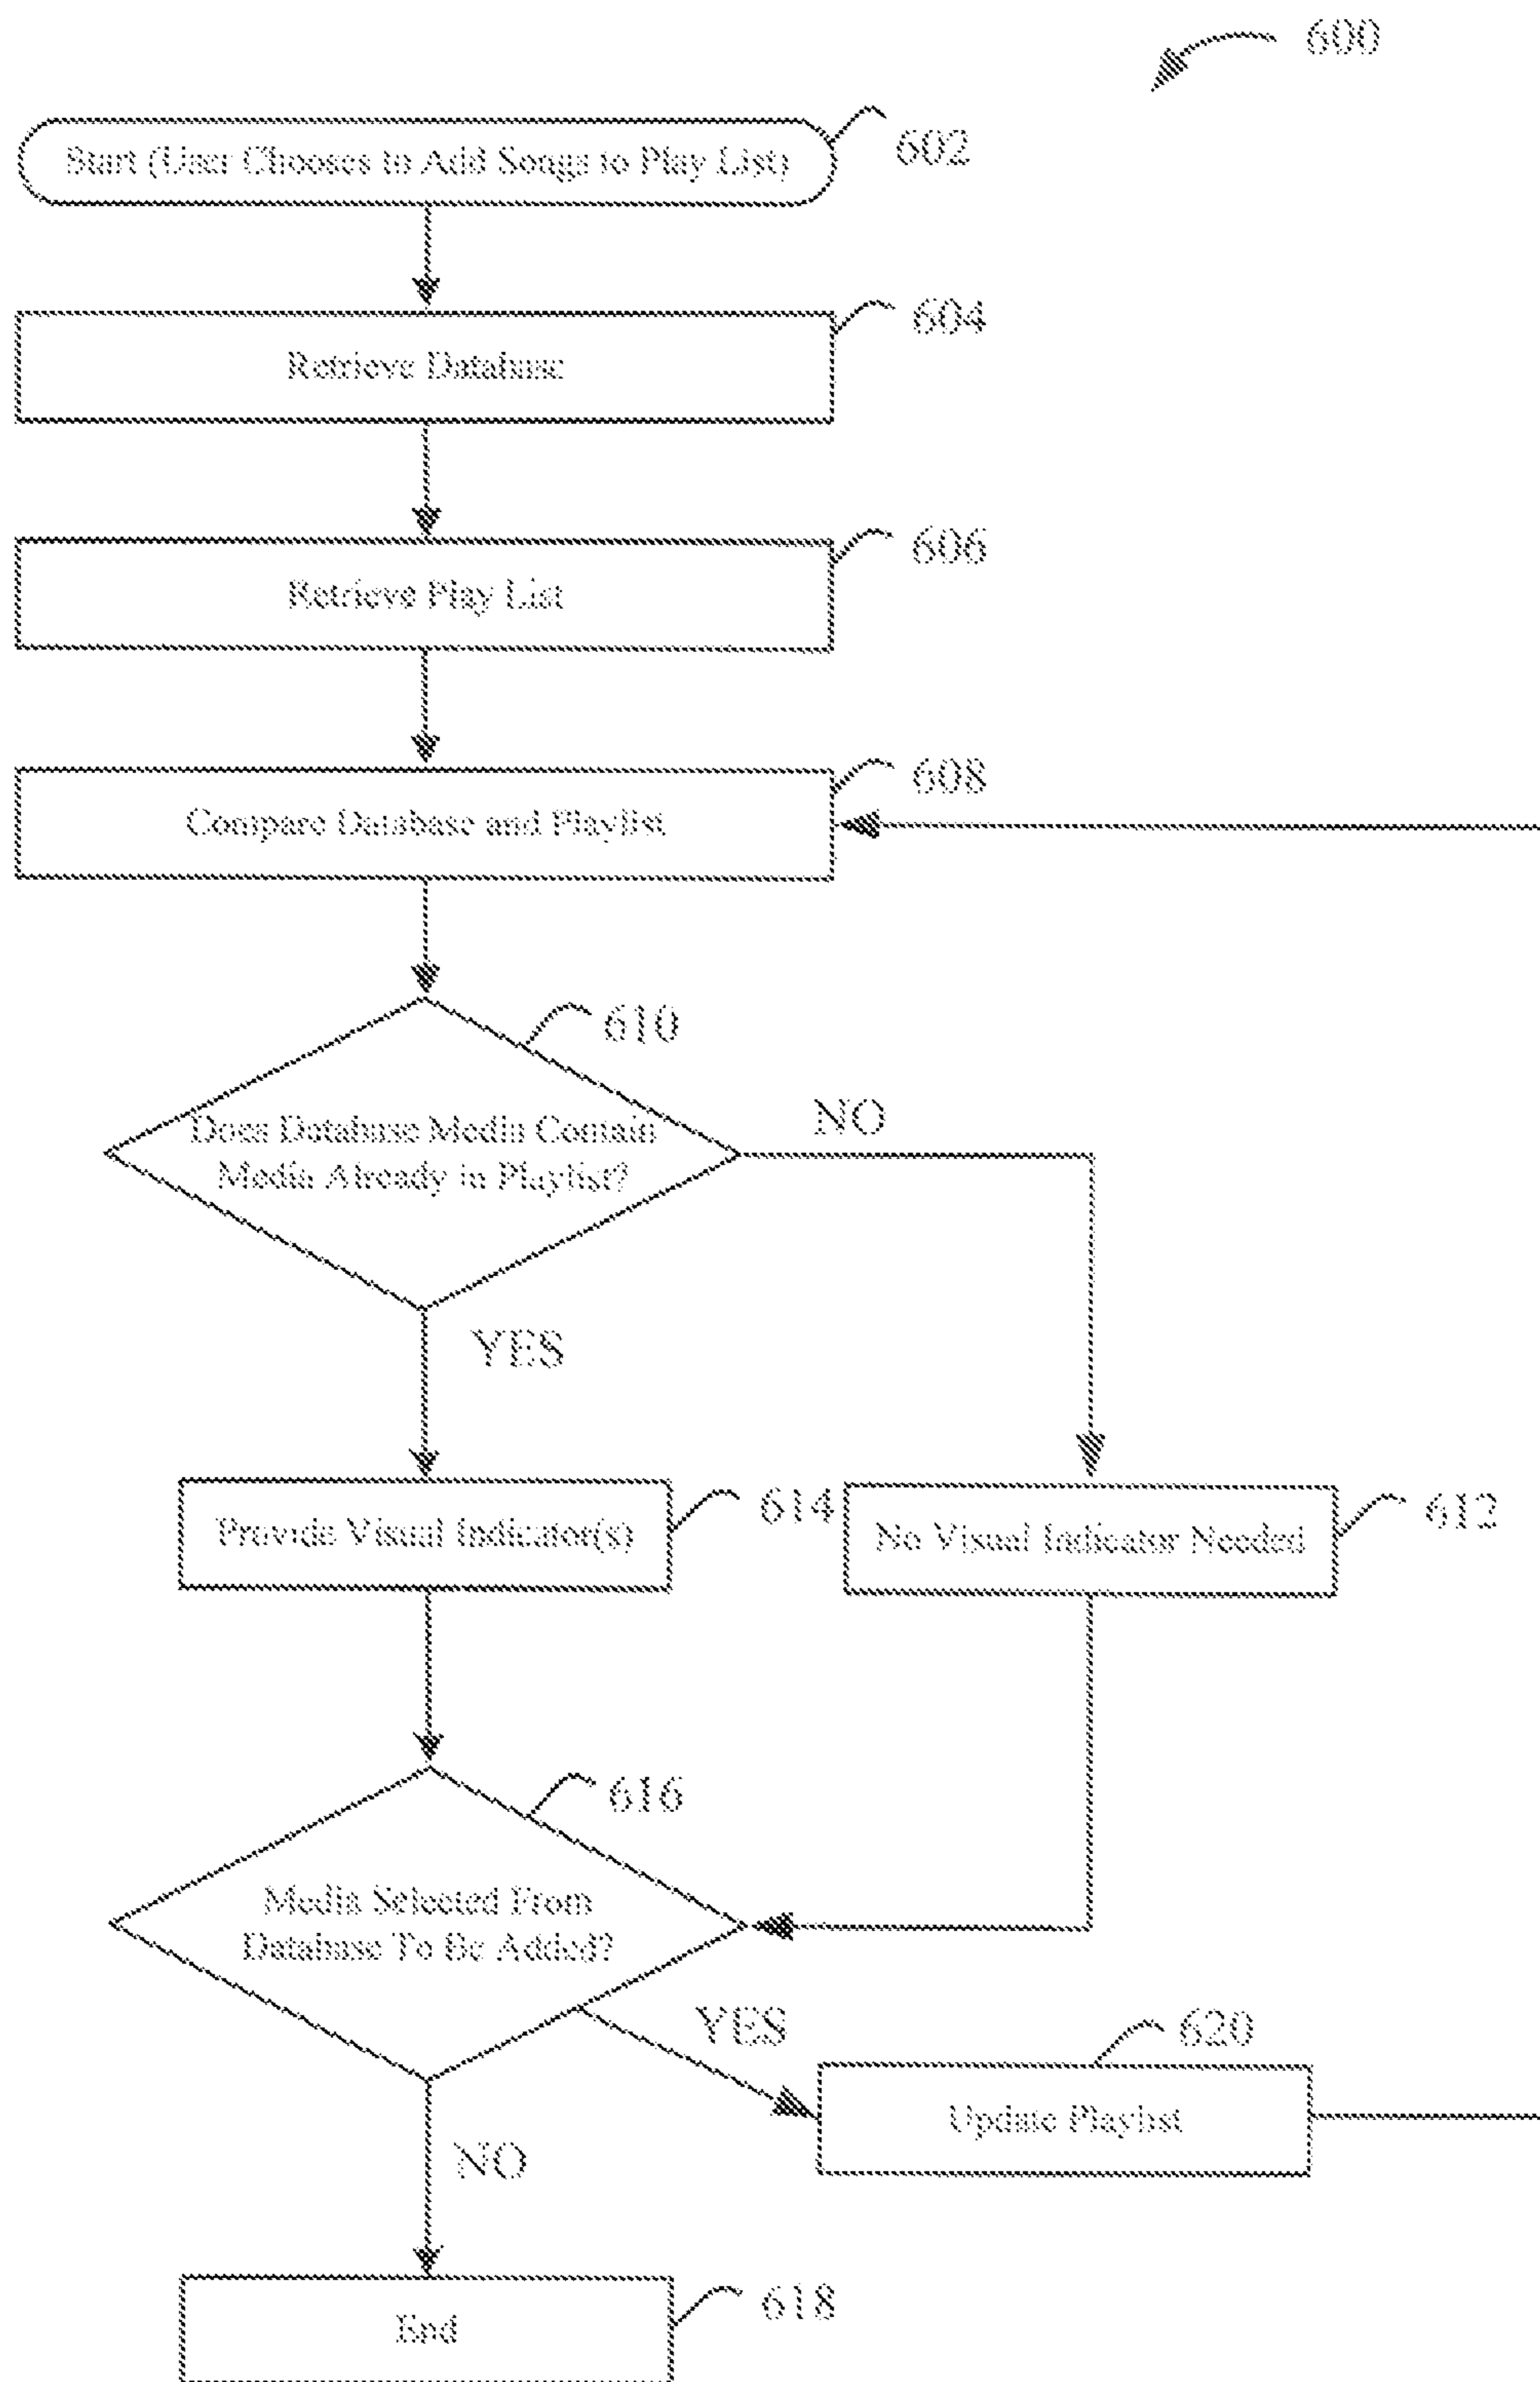 600
Start (User Chooses to Add Songs to Play List)
602
604
Retrieve Database
606
Retrieve Play List
608
Compare Database and Playlist
610
Does Database Media Contain
Media Already in Playlist?
NO
YES
614
Provide Visual Indicator(s)
612
No Visual Indicator Needed
616
Media Selected From
Database To Be Added?
YES
620
Update Playlist
NO
618
End